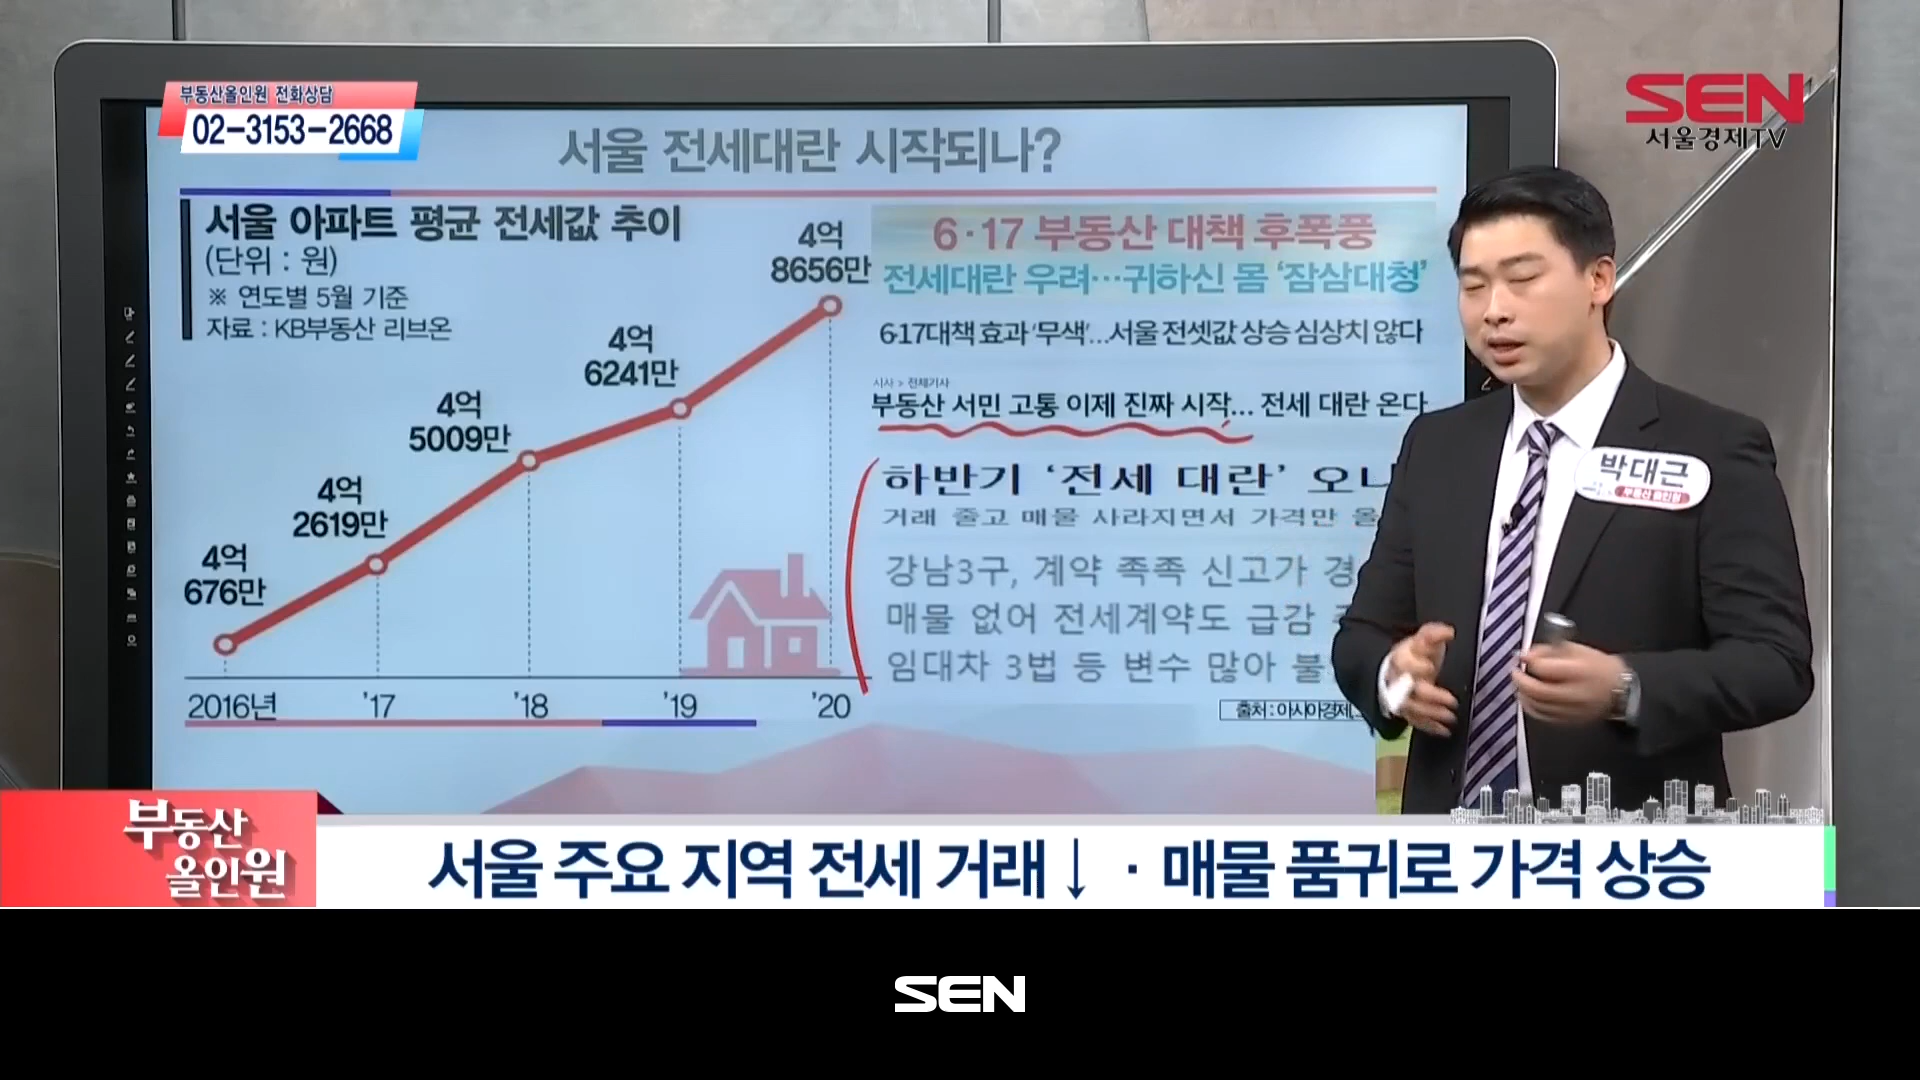 부동산올인원 전화상담
02-3153-2668
SEN
서울경제TV
서울 전세대란 시작되나?
서울 아파트 평균 전세값 추이
(단위 : 원)
※ 연도별 5월 기준
자료 : KB부동산 리브온
4억
676만
4억
2619만
4억
5009만
4억
6241만
4억
8656만
2016년 '17 '18 '19 '20
6·17 부동산 대책 후폭풍
전세대란 우려…귀하신 몸 '잠삼대청'
6·17대책 효과 '무색'...서울 전셋값 상승 심상치 않다
시사 > 전체기사
부동산 서민 고통 이제 진짜 시작... 전세 대란 온다
하반기 '전세 대란' 오나
거래 줄고 매물 사라지면서 가격만
강남3구, 계약 족족 신고가
매물 없어 전세계약도 급감
임대차 3법 등 변수 많아
출처 : 아시아경제
박대근
부동산
올인원
서울 주요 지역 전세 거래↓ · 매물 품귀로 가격 상승
SEN